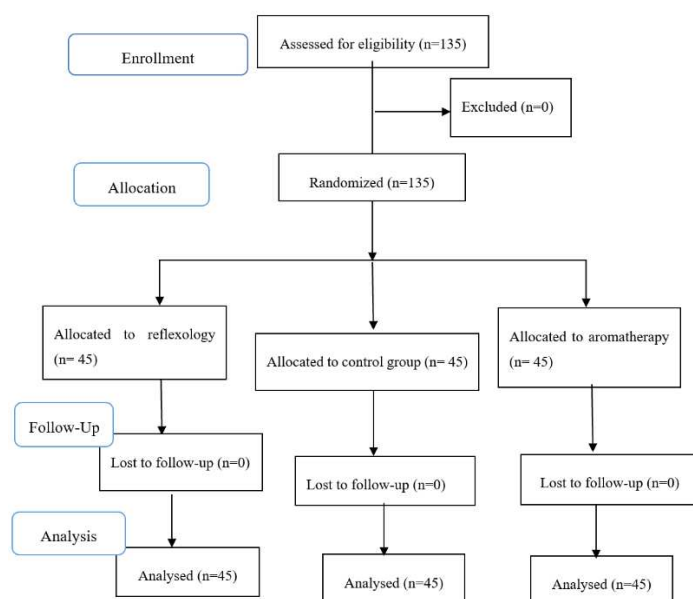 Assessed for eligibility (n=135)
Enrollment
Excluded (n=0)
Randomized (n=135)
Allocation
Allocated to reflexology
(n= 45)
Allocated to control group (n= 45)
Allocated to aromatherapy
(n= 45)
Follow-Up
Lost to follow-up (n=0)
Lost to follow-up (n=0)
Lost to follow-up (n=0)
Analysis
Analysed (n=45)
Analysed (n=45)
Analysed (n=45)